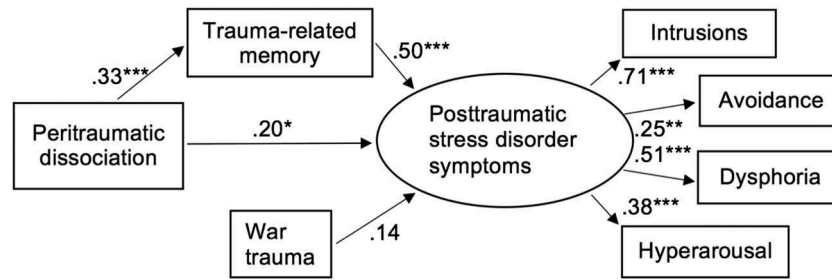 Trauma-related
memory
Intrusions
.50***
.33***
.71***
Avoidance
Peritraumatic
dissociation
.20*
Posttraumatic
stress disorder
symptoms
.25**
.51***
Dysphoria
War
trauma
.14
.38***
Hyperarousal